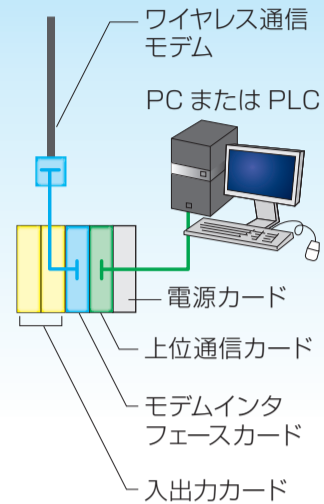 ワイヤレス通信
モデム
PC または PLC
電源カード
上位通信カード
モデムインタ
フェースカード
入出力カード